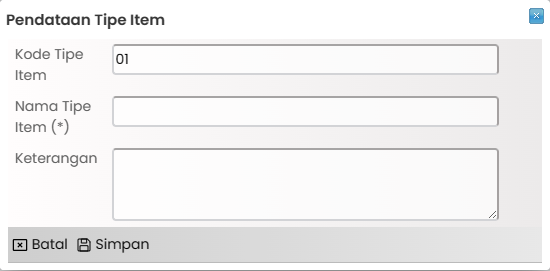 Pendataan Tipe Item
Kode Tipe
Item
01
Nama Tipe
Item (*)
Keterangan
Batal Simpan